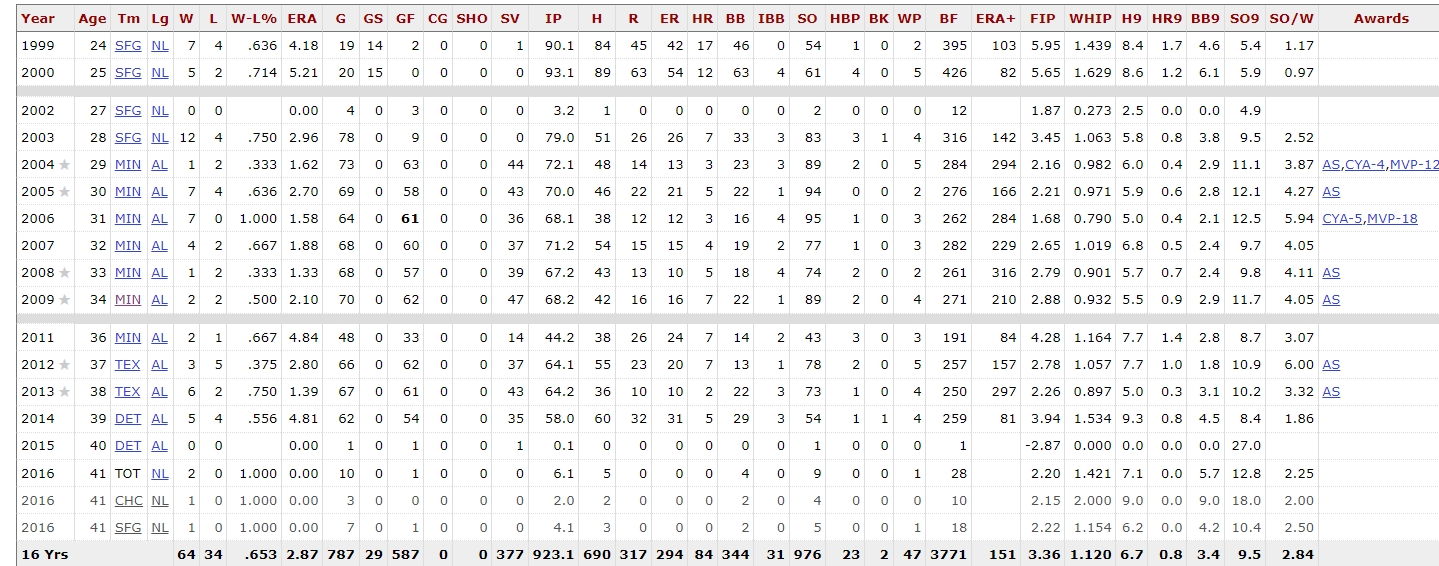 Year Age Tm Lg W L W-L% ERA G GS GF CG SHO SV IP H R ER HR BB IBB SO HBP BK WP BF ERA+ FIP WHIP H9 HR9 BB9 SO9 SO/W Awards
1999 24 SFG NL 7 4 .636 4.18 19 14 2 0 0 1 90.1 84 45 42 17 46 0 54 1 0 2 395 103 5.95 1.439 8.4 1.7 4.6 5.4 1.17
2000 25 SFG NL 5 2 .714 5.21 20 15 0 0 0 0 93.1 89 63 54 12 63 4 61 4 0 5 426 82 5.65 1.629 8.6 1.2 6.1 5.9 0.97
2002 27 SFG NL 0 0 0.00 4 0 3 0 0 0 3.2 1 0 0 0 0 0 2 0 0 0 12 1.87 0.273 2.5 0.0 0.0 4.9
2003 28 SFG NL 12 4 .750 2.96 78 0 9 0 0 0 79.0 51 26 26 7 33 3 83 3 1 4 316 142 3.45 1.063 5.8 0.8 3.8 9.5 2.52
2004 ★ 29 MIN AL 1 2 .333 1.62 73 0 63 0 0 44 72.1 48 14 13 3 23 3 89 2 0 5 284 294 2.16 0.982 6.0 0.4 2.9 11.1 3.87 AS,CYA-4,MVP-12
2005 ★ 30 MIN AL 7 4 .636 2.70 69 0 58 0 0 43 70.0 46 22 21 5 22 1 94 0 0 2 276 166 2.21 0.971 5.9 0.6 2.8 12.1 4.27 AS
2006 31 MIN AL 7 0 1.000 1.58 64 0 61 0 0 36 68.1 38 12 12 3 16 4 95 1 0 3 262 284 1.68 0.790 5.0 0.4 2.1 12.5 5.94 CYA-5,MVP-18
2007 32 MIN AL 4 2 .667 1.88 68 0 60 0 0 37 71.2 54 15 15 4 19 2 77 1 0 3 282 229 2.65 1.019 6.8 0.5 2.4 9.7 4.05
2008 ★ 33 MIN AL 1 2 .333 1.33 68 0 57 0 0 39 67.2 43 13 10 5 18 4 74 2 0 2 261 316 2.79 0.901 5.7 0.7 2.4 9.8 4.11 AS
2009 ★ 34 MIN AL 2 2 .500 2.10 70 0 62 0 0 47 68.2 42 16 16 7 22 1 89 2 0 4 271 210 2.88 0.932 5.5 0.9 2.9 11.7 4.05 AS
2011 36 MIN AL 2 1 .667 4.84 48 0 33 0 0 14 44.2 38 26 24 7 14 2 43 3 0 3 191 84 4.28 1.164 7.7 1.4 2.8 8.7 3.07
2012 ★ 37 TEX AL 3 5 .375 2.80 66 0 62 0 0 37 64.1 55 23 20 7 13 1 78 2 0 5 257 157 2.78 1.057 7.7 1.0 1.8 10.9 6.00 AS
2013 ★ 38 TEX AL 6 2 .750 1.39 67 0 61 0 0 43 64.2 36 10 10 2 22 3 73 1 0 4 250 297 2.26 0.897 5.0 0.3 3.1 10.2 3.32 AS
2014 39 DET AL 5 4 .556 4.81 62 0 54 0 0 35 58.0 60 32 31 5 29 3 54 1 1 4 259 81 3.94 1.534 9.3 0.8 4.5 8.4 1.86
2015 40 DET AL 0 0 0.00 1 0 1 0 0 1 0.1 0 0 0 0 0 0 1 0 0 0 1 -2.87 0.000 0.0 0.0 0.0 27.0
2016 41 TOT NL 2 0 1.000 0.00 10 0 1 0 0 0 6.1 5 0 0 0 4 0 9 0 0 1 28 2.20 1.421 7.1 0.0 5.7 12.8 2.25
2016 41 CHC NL 1 0 1.000 0.00 3 0 0 0 0 0 2.0 2 0 0 0 2 0 4 0 0 0 10 2.15 2.000 9.0 0.0 9.0 18.0 2.00
2016 41 SFG NL 1 0 1.000 0.00 7 0 1 0 0 0 4.1 3 0 0 0 2 0 5 0 0 1 18 2.22 1.154 6.2 0.0 4.2 10.4 2.50
16 Yrs 64 34 .653 2.87 787 29 587 0 0 377 923.1 690 317 294 84 344 31 976 23 2 47 3771 151 3.36 1.120 6.7 0.8 3.4 9.5 2.84